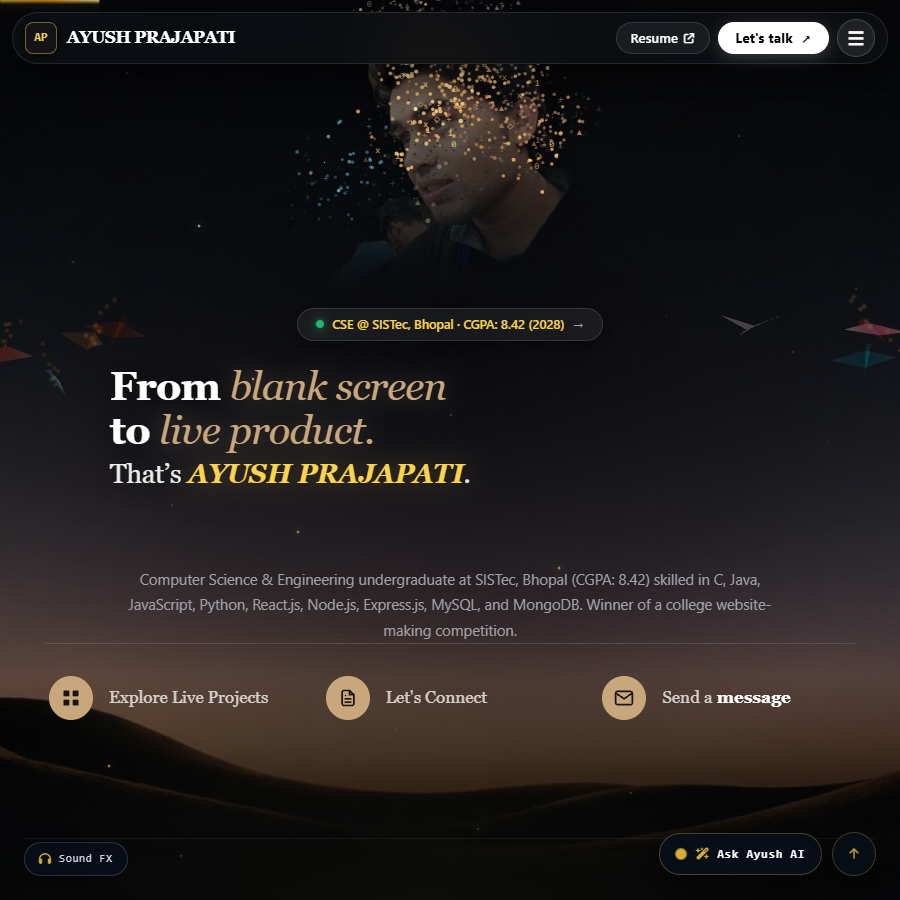 AP
AYUSH PRAJAPATI
Resume
Let's talk ↗
CSE @ SISTec, Bhopal · CGPA: 8.42 (2028) →
From blank screen
to live product.
That’s AYUSH PRAJAPATI.
Computer Science & Engineering undergraduate at SISTec, Bhopal (CGPA: 8.42) skilled in C, Java,
JavaScript, Python, React.js, Node.js, Express.js, MySQL, and MongoDB. Winner of a college website-
making competition.
Explore Live Projects
Let's Connect
Send a message
Sound FX
Ask Ayush AI